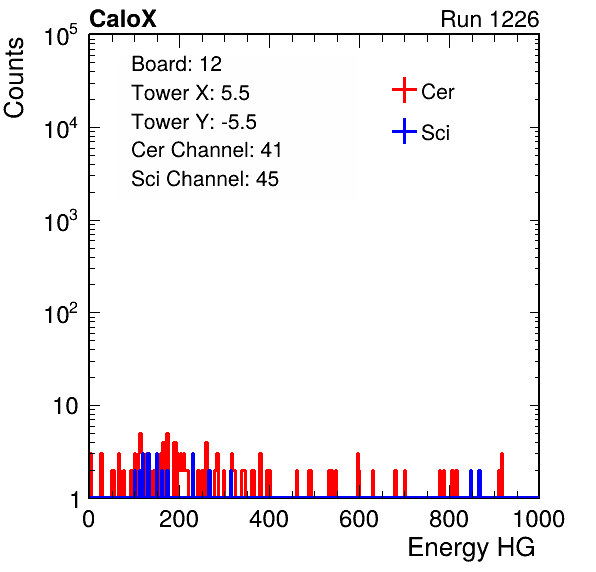 CaloX Run 1226
Counts
Board: 12
Tower X: 5.5
Tower Y: -5.5
Cer Channel: 41
Sci Channel: 45
Cer
Sci
10^5
10^4
10^3
10^2
10
1
0 200 400 600 800 1000
Energy HG